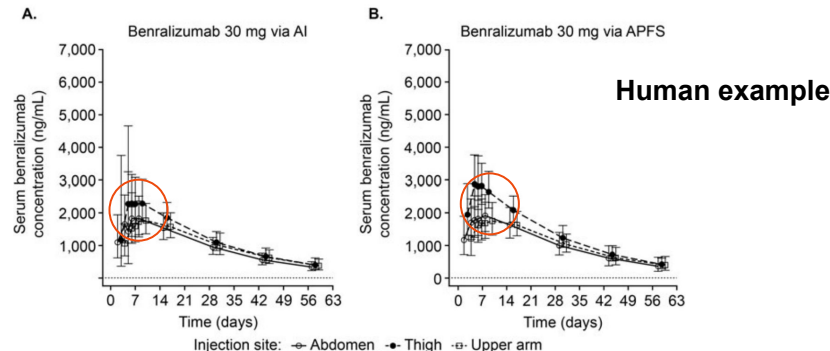 A.
Benralizumab 30 mg via AI
7,000
6,000
5,000
4,000
3,000
2,000
1,000
0
Serum benralizumab
concentration (ng/mL)
0 7 14 21 28 35 42 49 56 63
Time (days)
B.
Benralizumab 30 mg via APFS
7,000
6,000
5,000
4,000
3,000
2,000
1,000
0
Serum benralizumab
concentration (ng/mL)
0 7 14 21 28 35 42 49 56 63
Time (days)
Human example
Injection site: Abdomen Thigh Upper arm